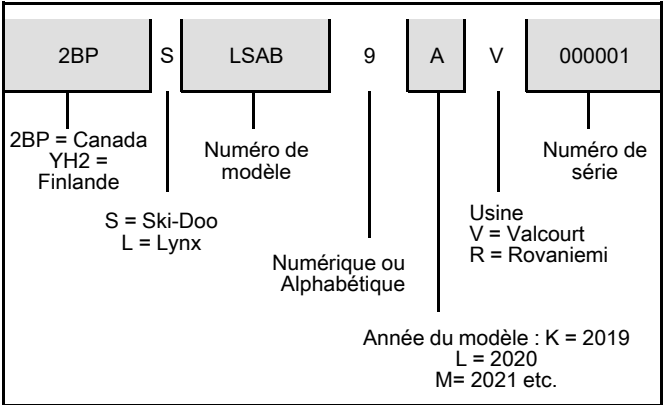 2BP S LSAB 9 A V 000001
2BP = Canada
YH2 =
Finlande
Numéro de
modèle
Numéro de
série
S = Ski-Doo
L = Lynx
Usine
V = Valcourt
R = Rovaniemi
Numérique ou
Alphabétique
Année du modèle : K = 2019
L = 2020
M= 2021 etc.